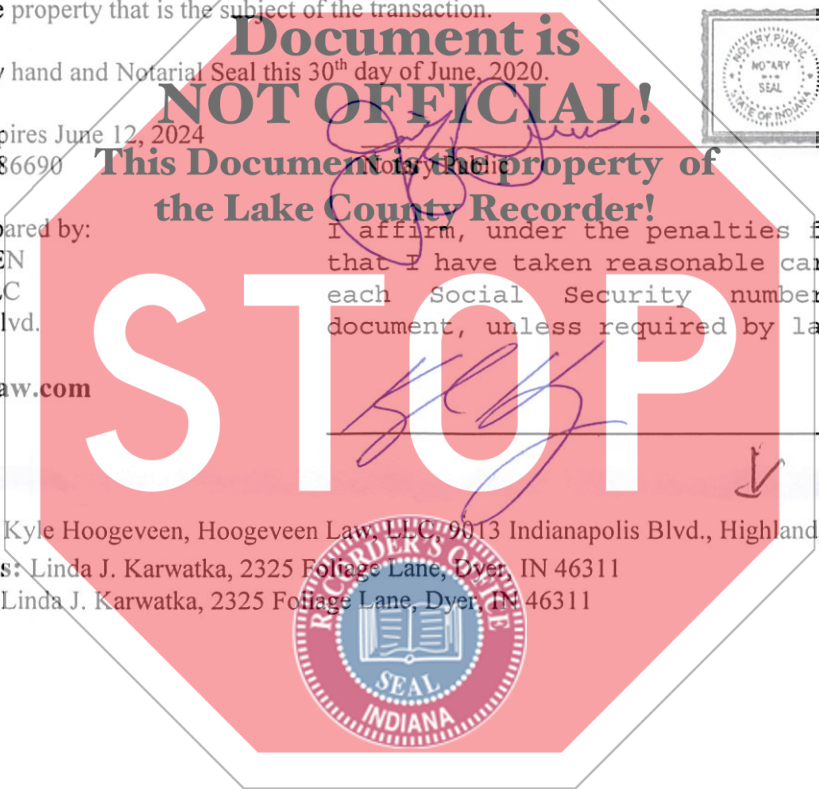 e property that is the subject of the transaction.
Document is
y hand and Notarial Seal this 30th day of June, 2020.
NOT OFFICIAL!
pires June 12, 2024
86690
Notary Public
This Document is the property of
the Lake County Recorder!
NOTARY PUBLIC
NOTARY
SEAL
STATE OF INDIANA
pared by:
EN
LC
lvd.
aw.com
I affirm, under the penalties f
that I have taken reasonable car
each Social Security number
document, unless required by la
STOP
Kyle Hoogeveen, Hoogeveen Law, LLC, 9013 Indianapolis Blvd., Highland
s: Linda J. Karwatka, 2325 Foliage Lane, Dyer, IN 46311
Linda J. Karwatka, 2325 Foliage Lane, Dyer, IN 46311
RECORDER'S OFFICE
SEAL
INDIANA